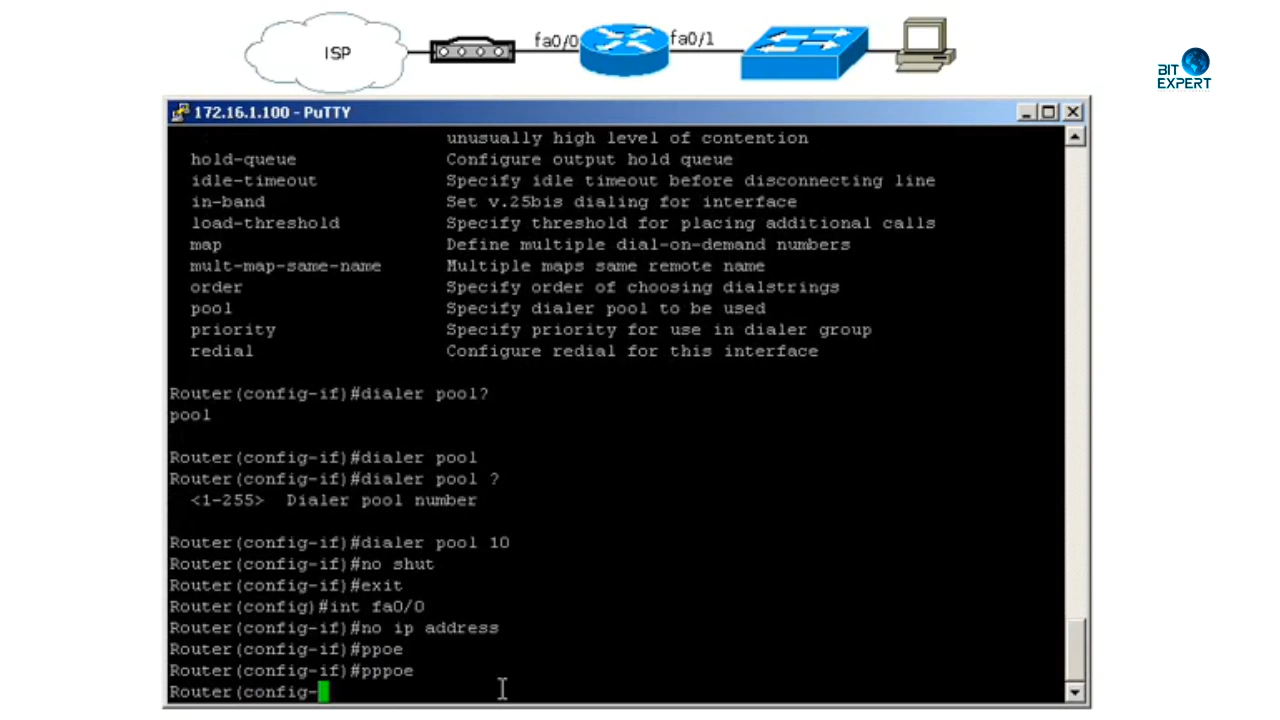 ISP
fa0/0
fa0/1
BIT
EXPERT
172.16.1.100 - PuTTY
unusually high level of contention
hold-queue Configure output hold queue
idle-timeout Specify idle timeout before disconnecting line
in-band Set v.25bis dialing for interface
load-threshold Specify threshold for placing additional calls
map Define multiple dial-on-demand numbers
mult-map-same-name Multiple maps same remote name
order Specify order of choosing dialstrings
pool Specify dialer pool to be used
priority Specify priority for use in dialer group
redial Configure redial for this interface
Router(config-if)#dialer pool?
pool
Router(config-if)#dialer pool
Router(config-if)#dialer pool ?
<1-255> Dialer pool number
Router(config-if)#dialer pool 10
Router(config-if)#no shut
Router(config-if)#exit
Router(config)#int fa0/0
Router(config-if)#no ip address
Router(config-if)#ppoe
Router(config-if)#pppoe
Router(config-